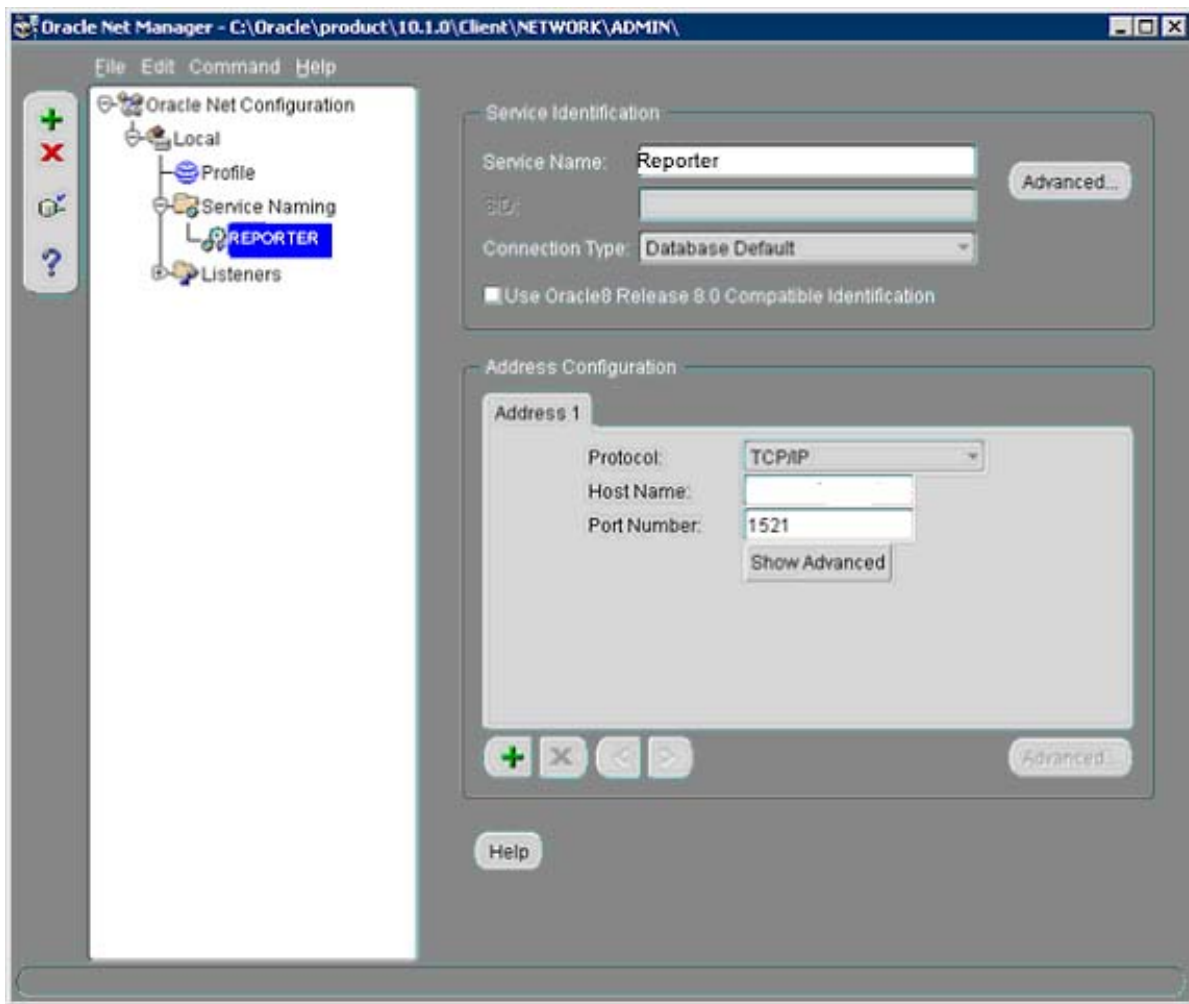 Oracle Net Manager - C:\Oracle\product\10.1.0\Client\NETWORK\ADMIN\
File Edit Command Help
Oracle Net Configuration
Local
Profile
Service Naming
REPORTER
Listeners
Service Identification
Service Name: Reporter
Advanced...
SID:
Connection Type: Database Default
Use Oracle8 Release 8.0 Compatible Identification
Address Configuration
Address 1
Protocol: TCP/IP
Host Name:
Port Number: 1521
Show Advanced
Advanced...
Help